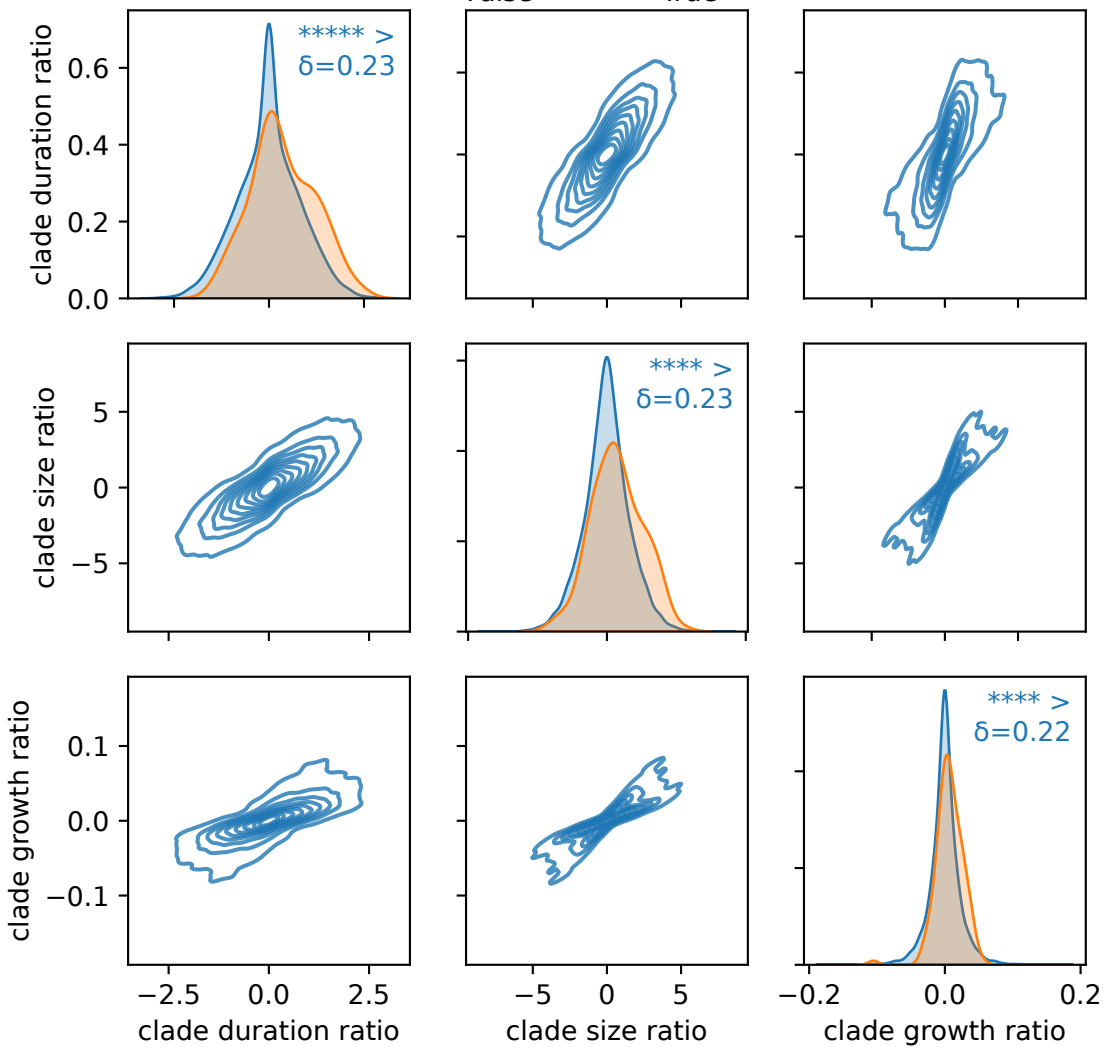 ***** >
δ=0.23
clade duration ratio
0.6
0.4
0.2
0.0
**** >
δ=0.23
clade size ratio
5
0
−5
**** >
δ=0.22
clade growth ratio
0.1
0.0
−0.1
−2.5 0.0 2.5
−5 0 5
−0.2 0.0 0.2
clade duration ratio
clade size ratio
clade growth ratio